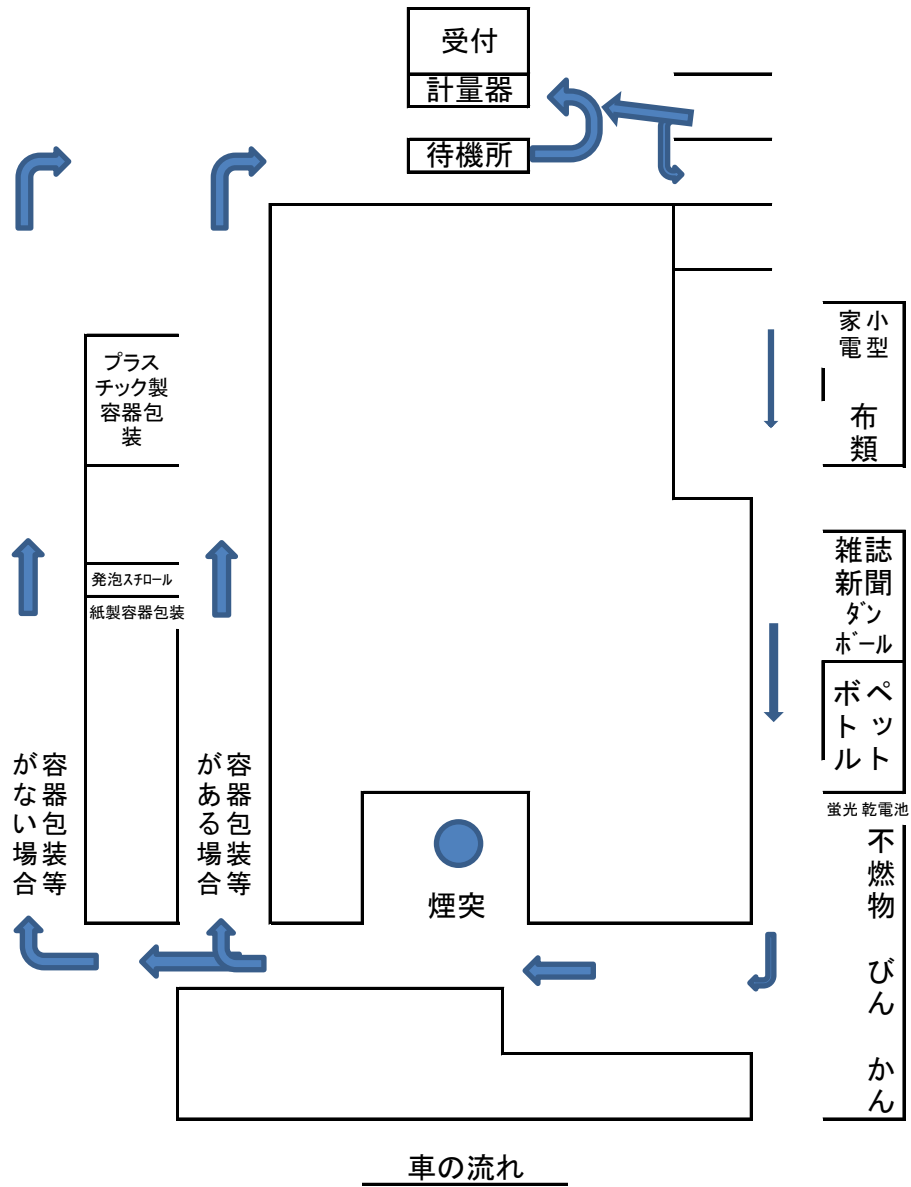 受付
計量器
待機所
小型
家電
布類
プラス
チック製
容器包
装
発泡スチロール
紙製容器包装
雑誌
新聞
ダン
ボール
ペット
ボトル
蛍光 乾電池
不燃物 びん かん
容器包装等
がない場合
容器包装等
がある場合
煙突
車の流れ